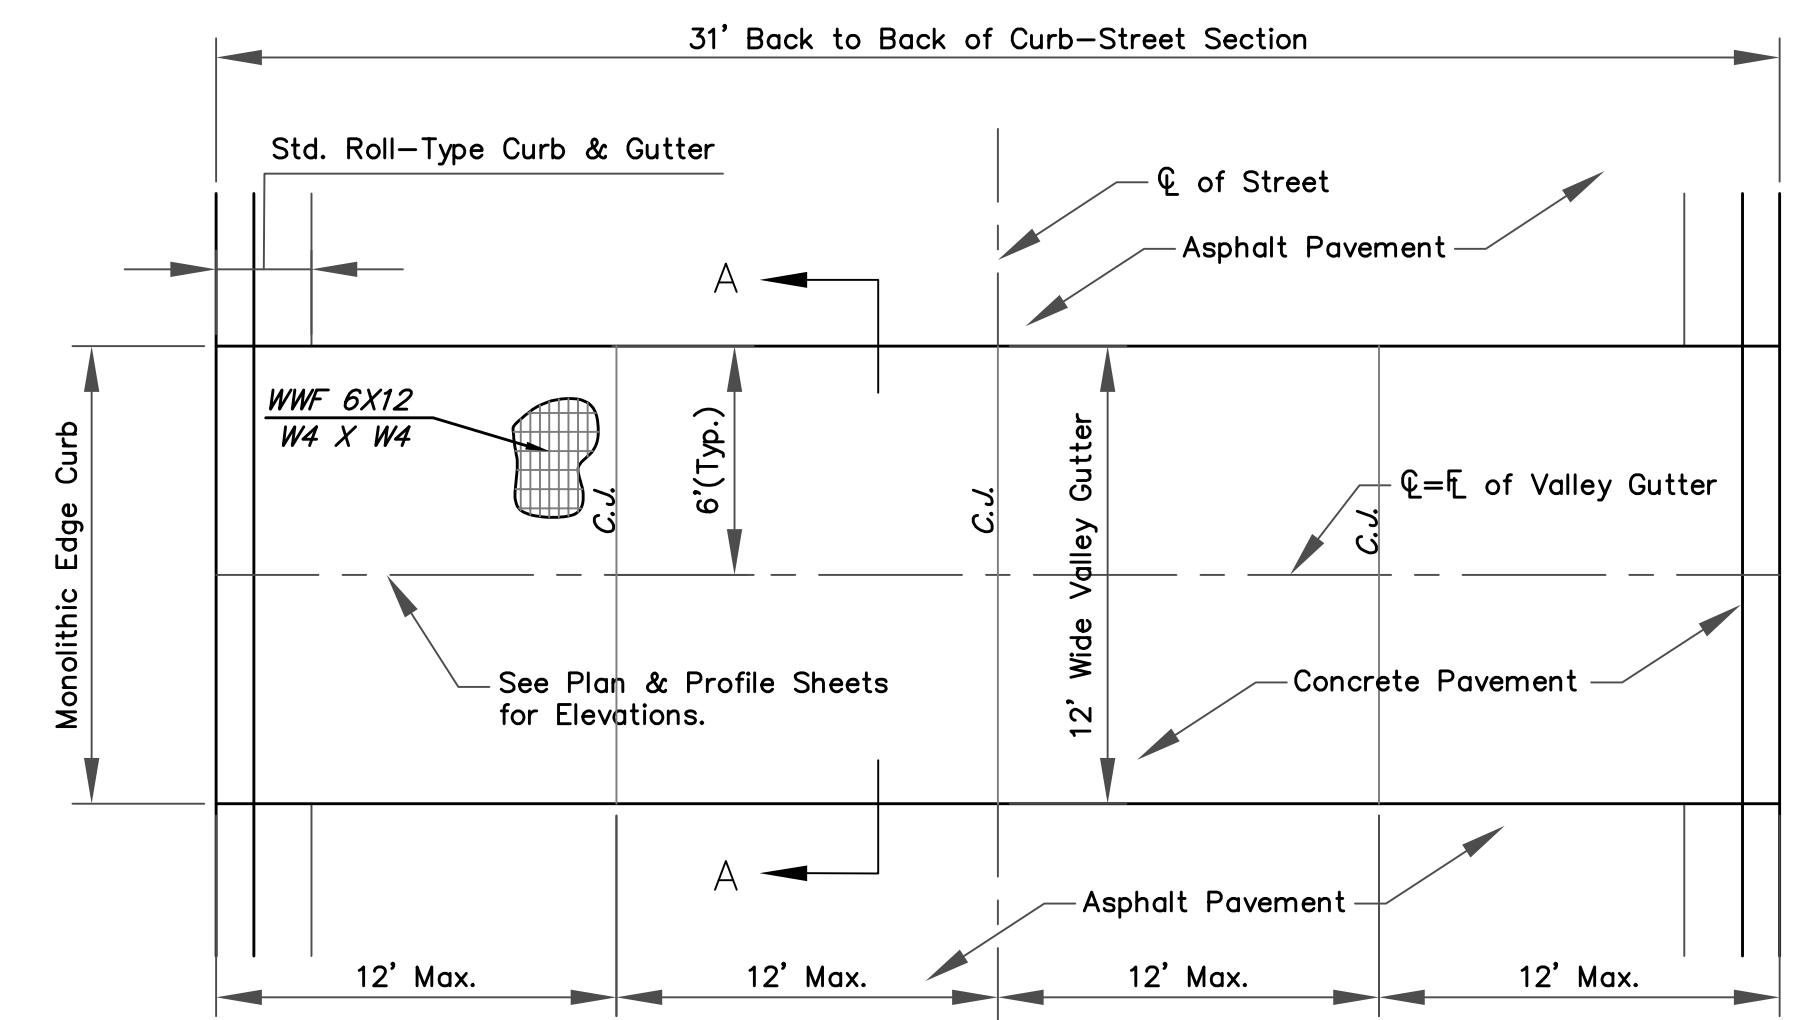 31' Back to Back of Curb-Street Section
Std. Roll-Type Curb & Gutter
℄ of Street
Asphalt Pavement
A
WWF 6X12
W4 X W4
Monolithic Edge Curb
C.J.
6'(Typ.)
C.J.
12' Wide Valley Gutter
C.J.
℄=FL of Valley Gutter
See Plan & Profile Sheets
for Elevations.
Concrete Pavement
A
Asphalt Pavement
12' Max.
12' Max.
12' Max.
12' Max.